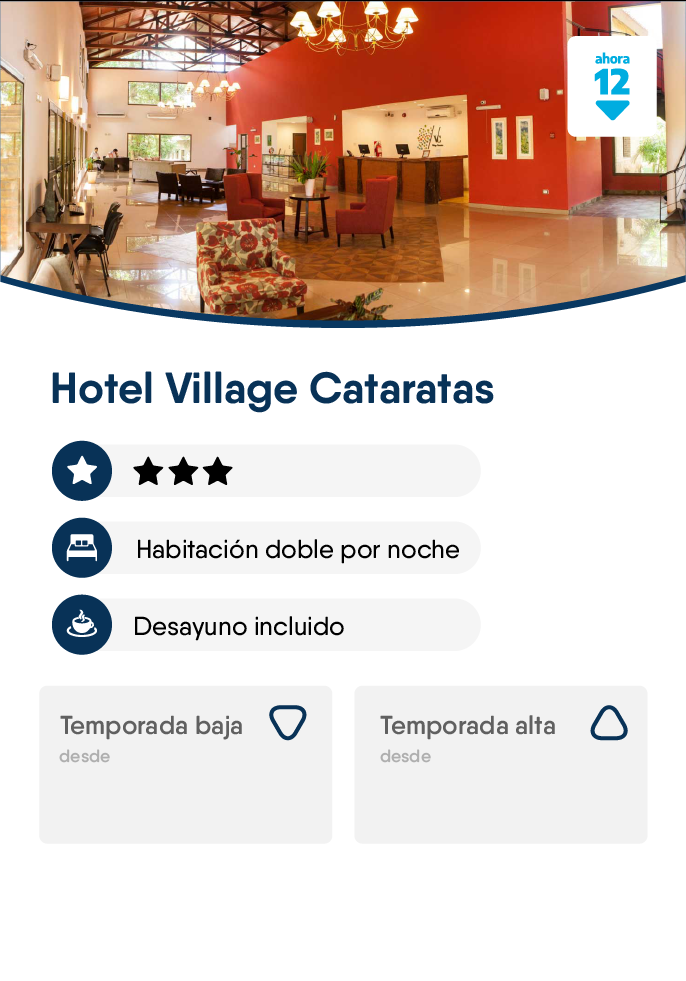 ahora
12
Hotel Village Cataratas
Habitación doble por noche
Desayuno incluido
Temporada baja
desde
Temporada alta
desde